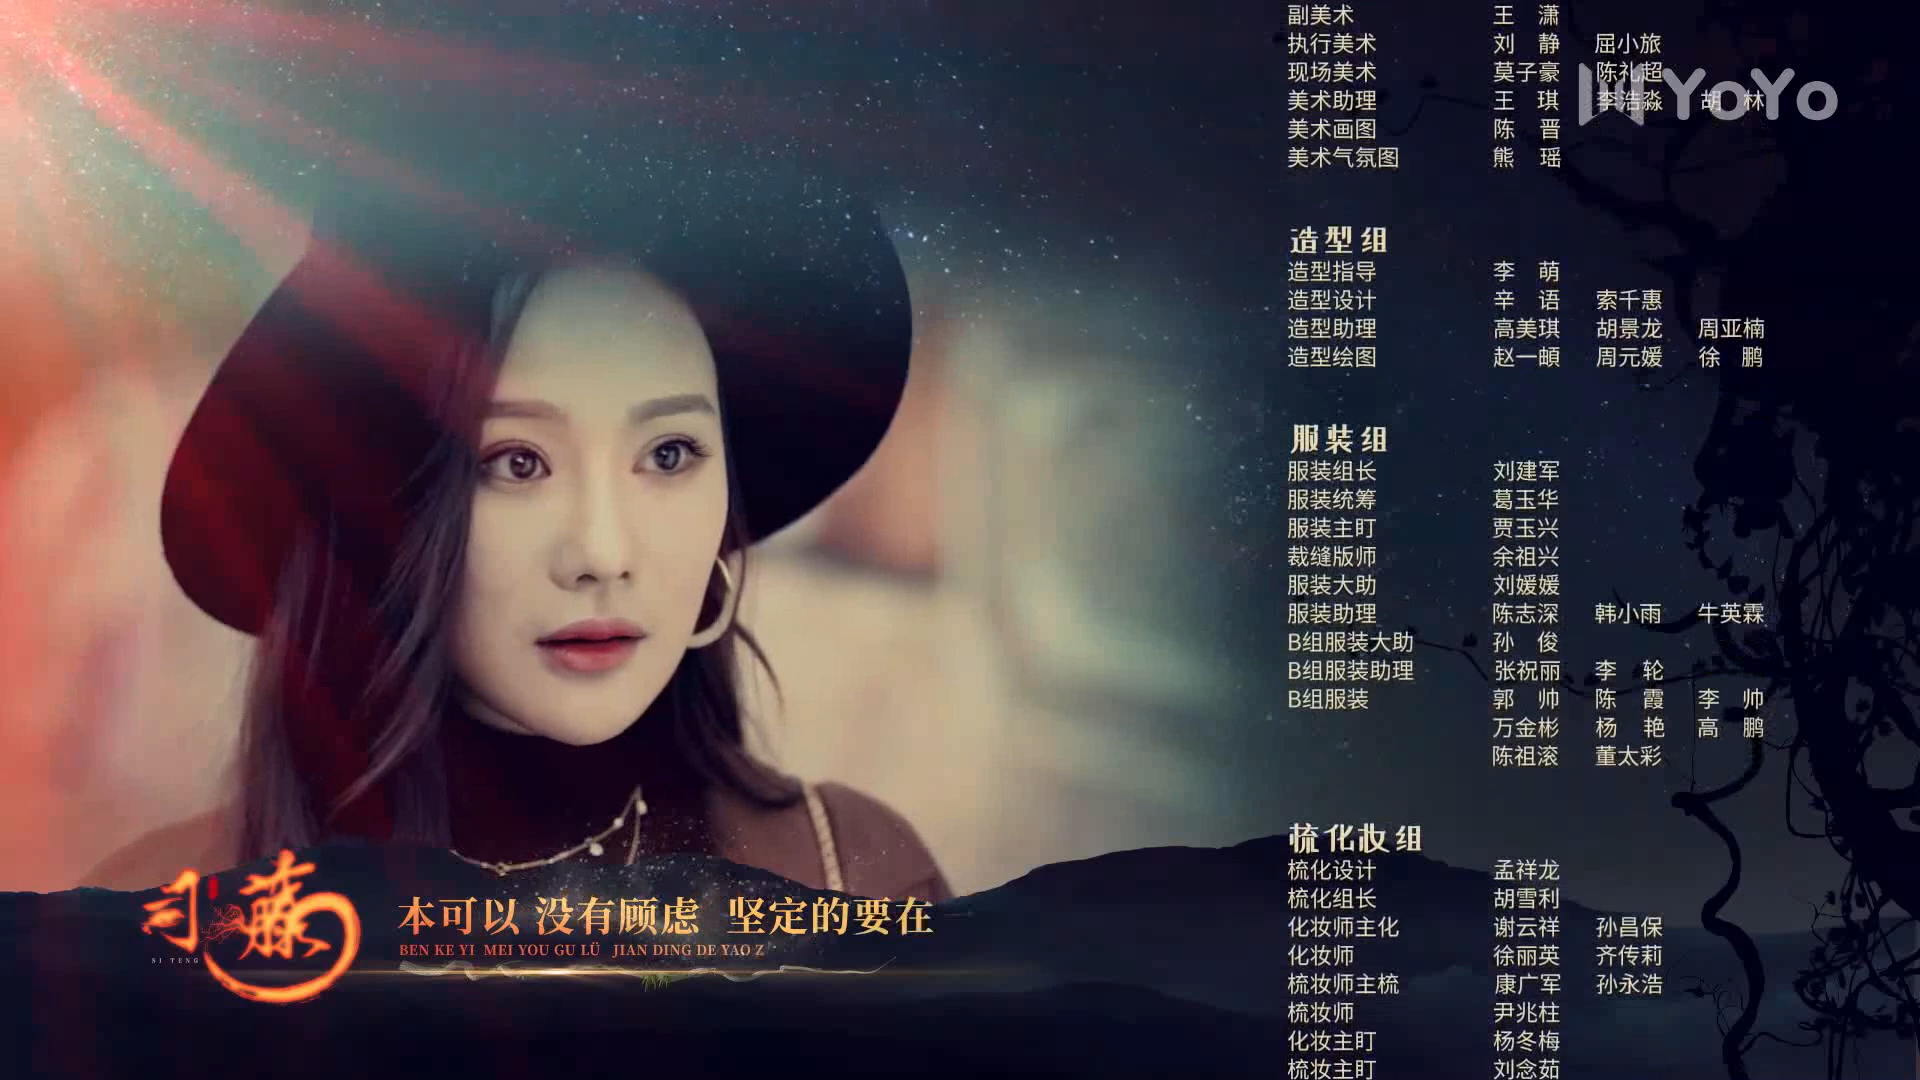 副美术 王 潇
执行美术 刘 静 屈小旅
现场美术 莫子豪 陈礼超
美术助理 王 琪 李浩淼 胡 林
美术画图 陈 晋
美术气氛图 熊 瑶
YoYo
造型组
造型指导 李 萌
造型设计 辛 语 索千惠
造型助理 高美琪 胡景龙 周亚楠
造型绘图 赵一頔 周元媛 徐 鹏
服装组
服装组长 刘建军
服装统筹 葛玉华
服装主盯 贾玉兴
裁缝版师 余祖兴
服装大助 刘媛媛
服装助理 陈志深 韩小雨 牛英霖
B组服装大助 孙 俊
B组服装助理 张祝丽 李 轮
B组服装 郭 帅 陈 霞 李 帅
万金彬 杨 艳 高 鹏
陈祖滚 董太彩
梳化妆组
梳化设计 孟祥龙
梳化组长 胡雪利
化妆师主化 谢云祥 孙昌保
化妆师 徐丽英 齐传莉
梳妆师主梳 康广军 孙永浩
梳妆师 尹兆柱
化妆主盯 杨冬梅
梳妆主盯 刘念茹
司藤
SI TENG
本可以 没有顾虑 坚定的要在
BEN KE YI MEI YOU GU LÜ JIAN DING DE YAO Z